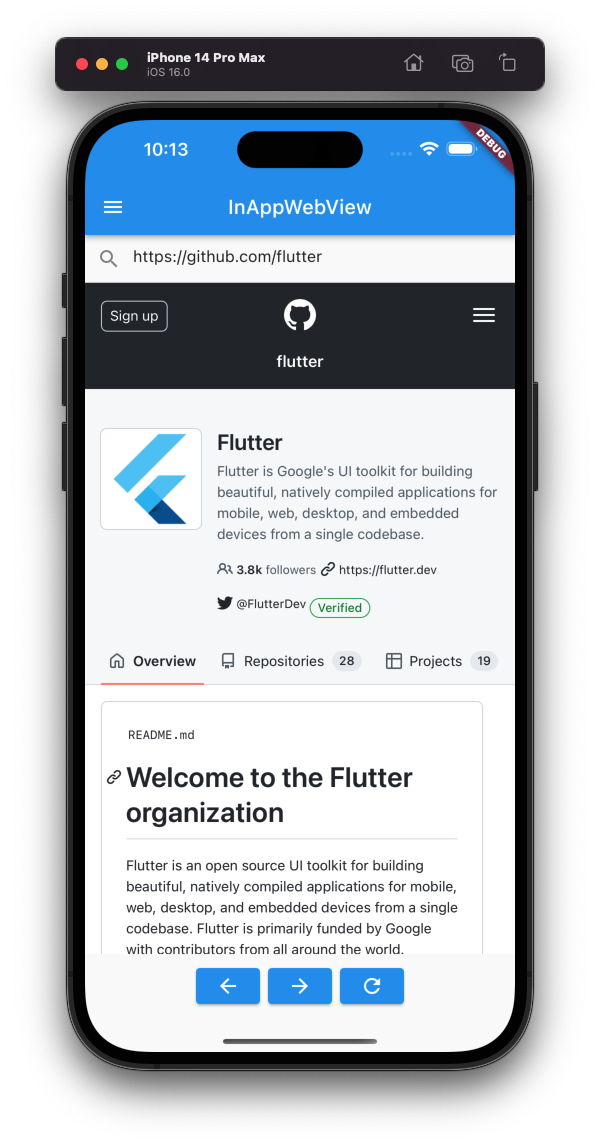 iPhone 14 Pro Max
iOS 16.0
10:13
DEBUG
InAppWebView
https://github.com/flutter
Sign up
flutter
Flutter
Flutter is Google's UI toolkit for building
beautiful, natively compiled applications for
mobile, web, desktop, and embedded
devices from a single codebase.
3.8k followers https://flutter.dev
@FlutterDev Verified
Overview Repositories 28 Projects 19
README.md
Welcome to the Flutter
organization
Flutter is an open source UI toolkit for building
beautiful, natively compiled applications for mobile,
web, desktop, and embedded devices from a single
codebase. Flutter is primarily funded by Google
with contributors from all around the world.